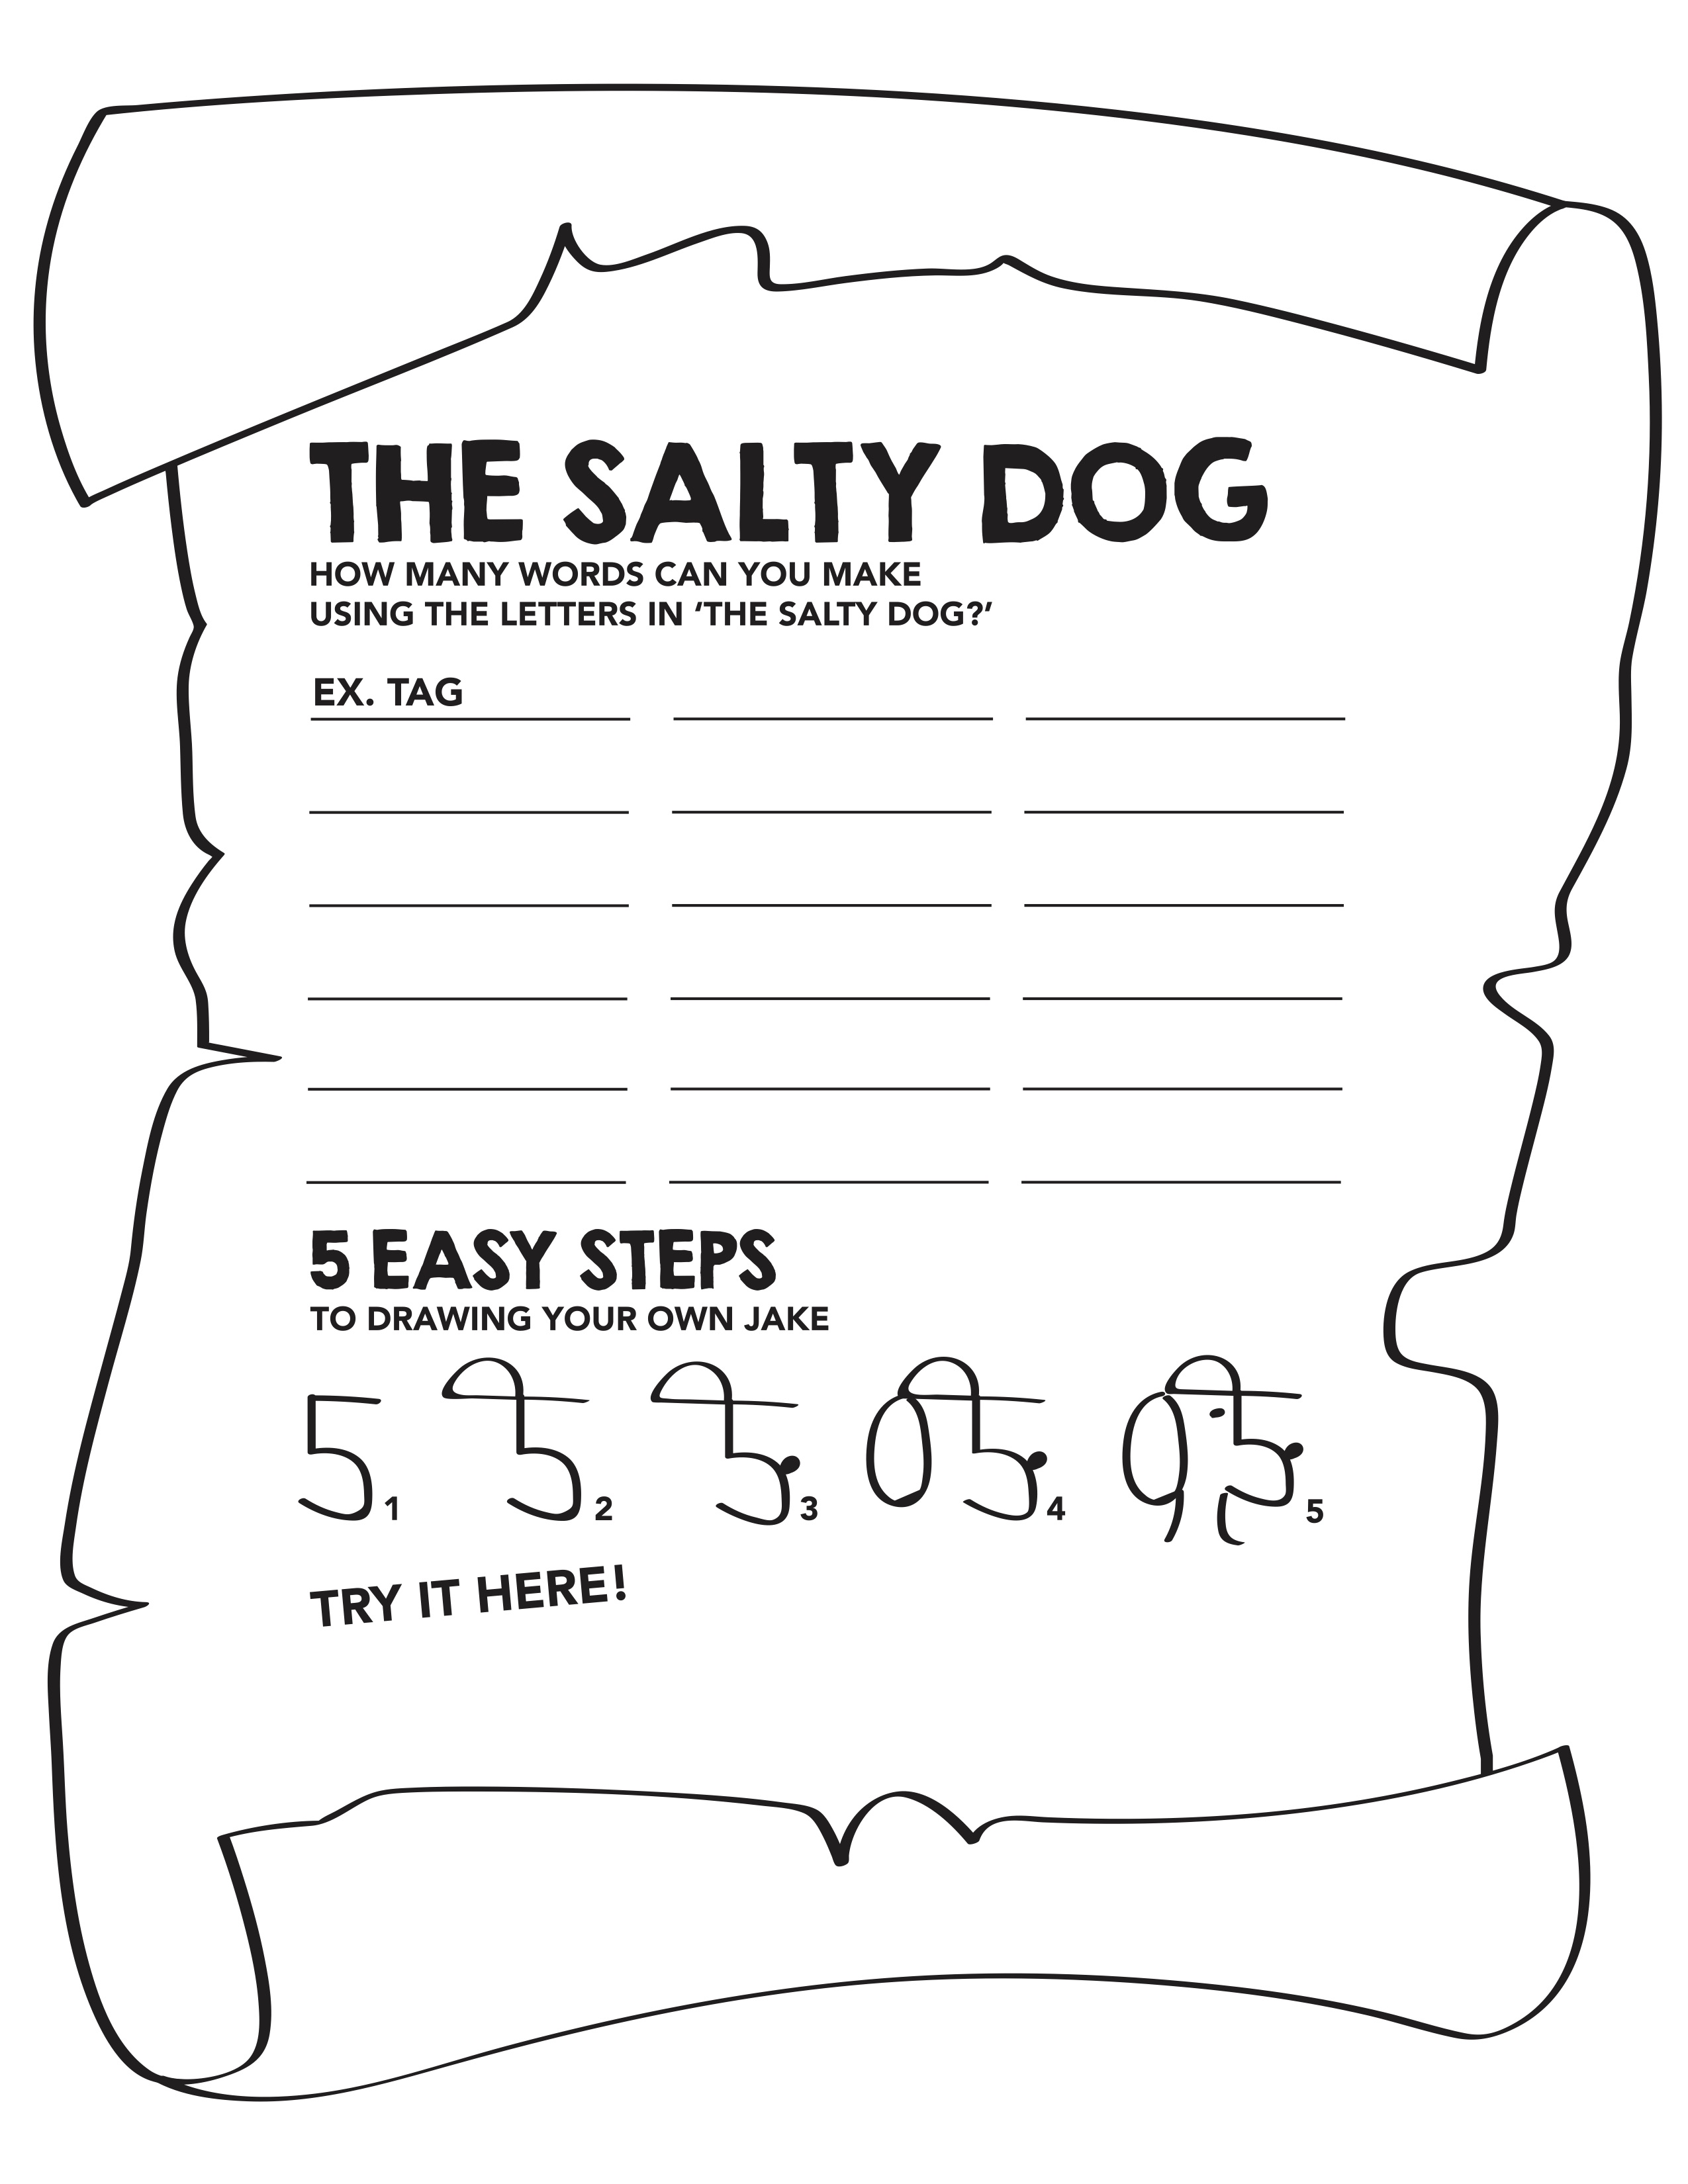 THE SALTY DOG
HOW MANY WORDS CAN YOU MAKE
USING THE LETTERS IN ‘THE SALTY DOG?’
EX. TAG
5 EASY STEPS
TO DRAWING YOUR OWN JAKE
1 2 3 4 5
TRY IT HERE!